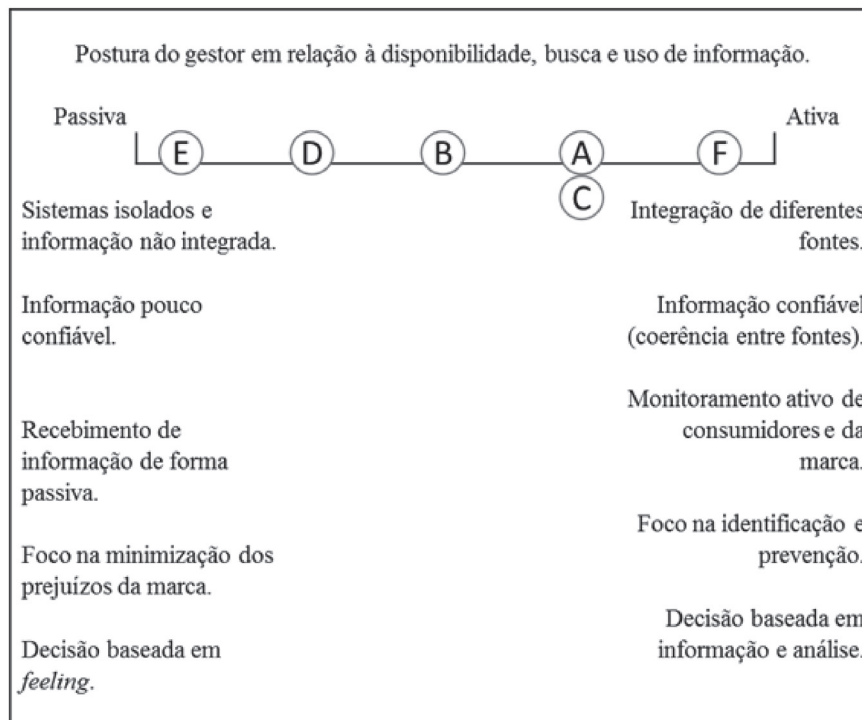 Postura do gestor em relação à disponibilidade, busca e uso de informação.
Passiva
Ativa
E
D
B
A
F
C
Sistemas isolados e
informação não integrada.
Integração de diferentes
fontes.
Informação pouco
confiável.
Informação confiável
(coerência entre fontes).
Monitoramento ativo de
consumidores e da
marca.
Recebimento de
informação de forma
passiva.
Foco na identificação e
prevenção.
Foco na minimização dos
prejuízos da marca.
Decisão baseada em
informação e análise.
Decisão baseada em
feeling.